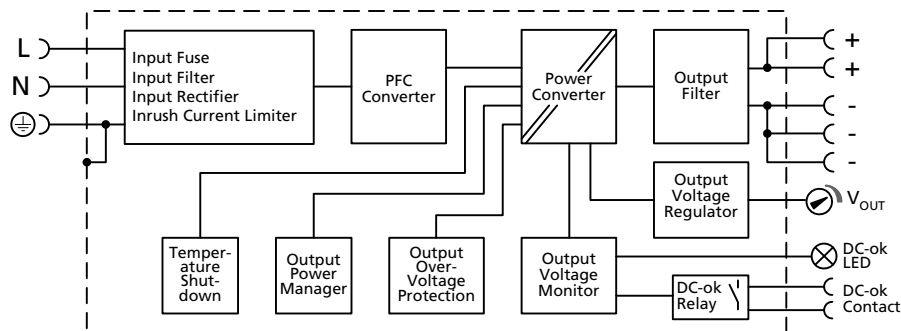 L
N
Input Fuse
Input Filter
Input Rectifier
Inrush Current Limiter
PFC
Converter
Power
Converter
Output
Filter
+
+
-
-
-
Output
Voltage
Regulator
VOUT
Temper-
ature
Shut-
down
Output
Power
Manager
Output
Over-
Voltage
Protection
Output
Voltage
Monitor
DC-ok
LED
DC-ok
Relay
DC-ok
Contact